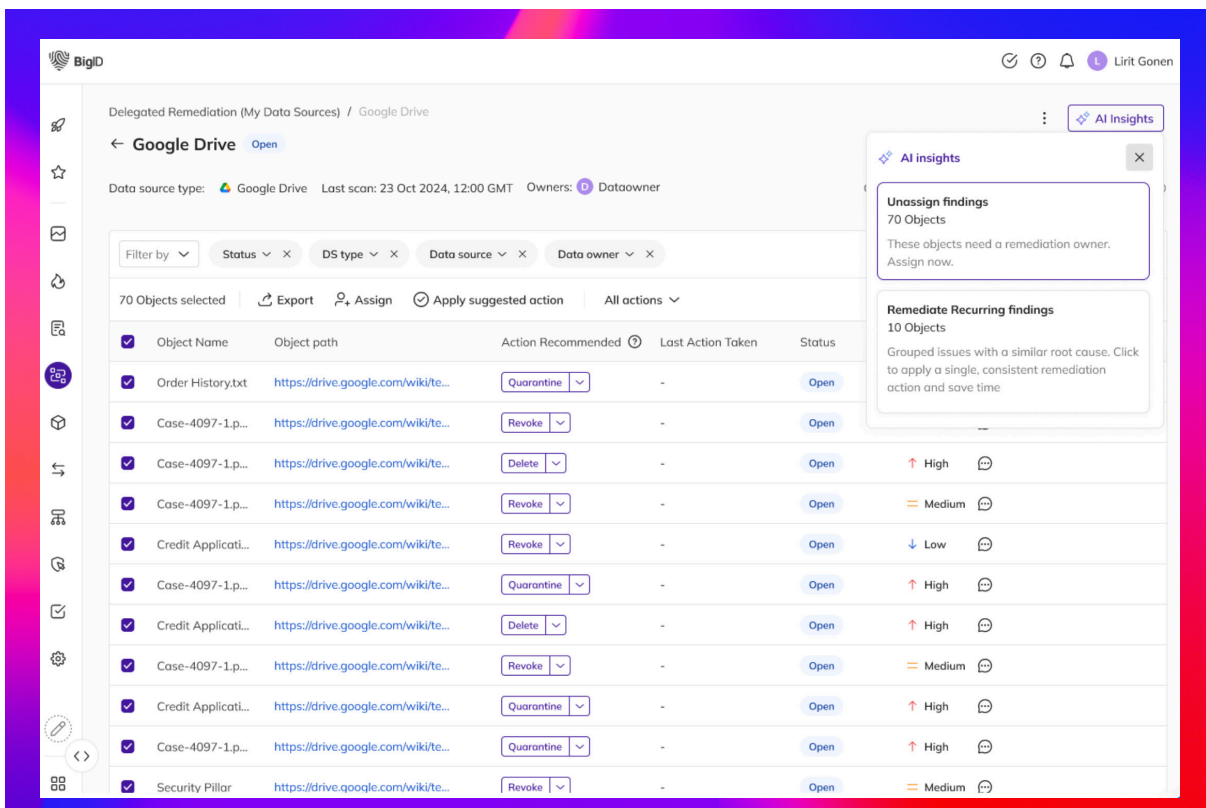 BigID
L Lirit Gonen
Delegated Remediation (My Data Sources) / Google Drive
AI Insights
Google Drive Open
Data source type: Google Drive Last scan: 23 Oct 2024, 12:00 GMT Owners: D Dataowner
AI insights
Unassign findings
70 Objects
These objects need a remediation owner.
Assign now.
Remediate Recurring findings
10 Objects
Grouped issues with a similar root cause. Click
to apply a single, consistent remediation
action and save time
Filter by Status DS type Data source Data owner
70 Objects selected Export Assign Apply suggested action All actions
Object Name Object path Action Recommended Last Action Taken Status
Order History.txt https://drive.google.com/wiki/te... Quarantine - Open
Case-4097-1.p... https://drive.google.com/wiki/te... Revoke - Open
Case-4097-1.p... https://drive.google.com/wiki/te... Delete - Open High
Case-4097-1.p... https://drive.google.com/wiki/te... Revoke - Open Medium
Credit Applicati... https://drive.google.com/wiki/te... Revoke - Open Low
Case-4097-1.p... https://drive.google.com/wiki/te... Quarantine - Open High
Credit Applicati... https://drive.google.com/wiki/te... Delete - Open High
Case-4097-1.p... https://drive.google.com/wiki/te... Revoke - Open Medium
Credit Applicati... https://drive.google.com/wiki/te... Quarantine - Open High
Case-4097-1.p... https://drive.google.com/wiki/te... Quarantine - Open High
Security Pillar https://drive.google.com/wiki/te... Revoke - Open Medium